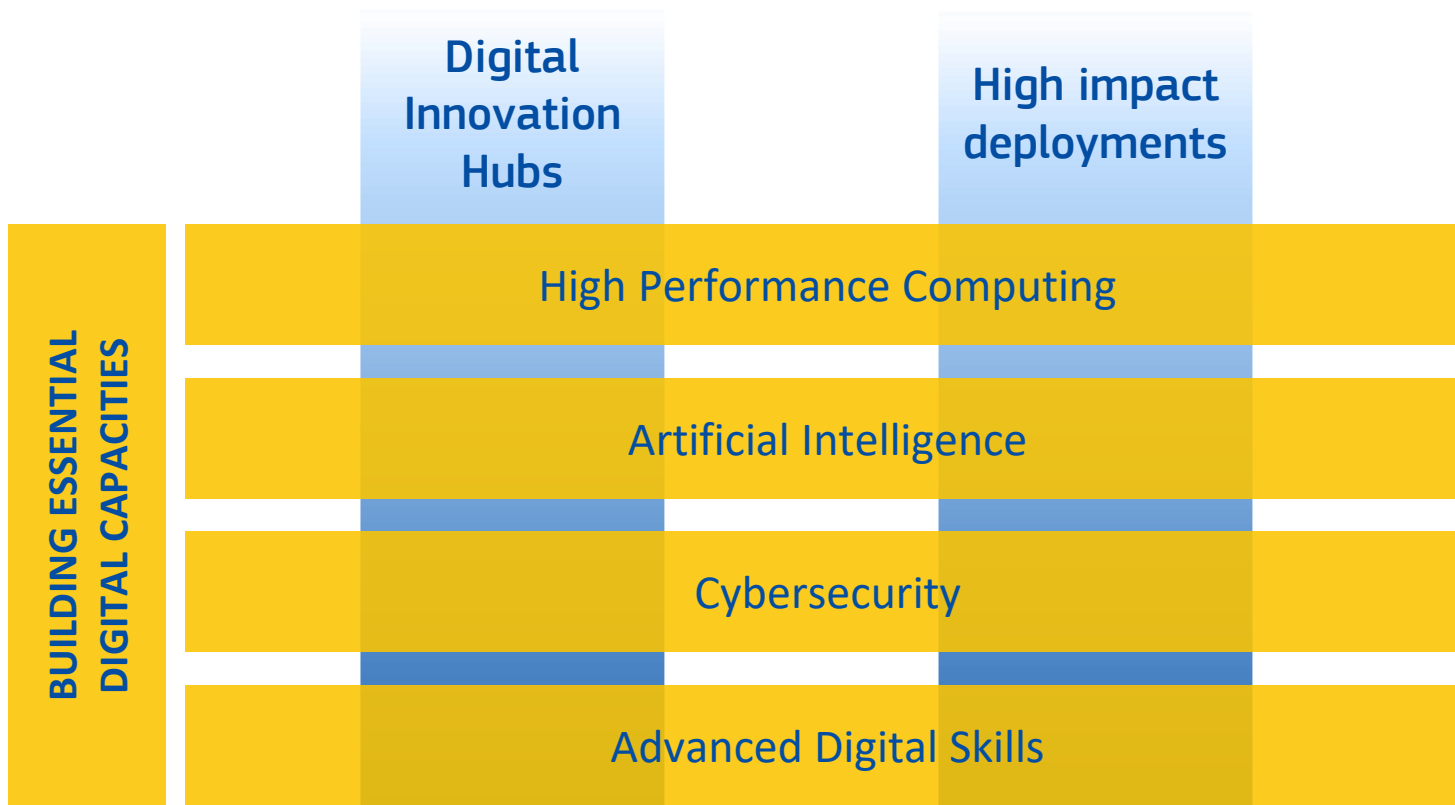 Digital
Innovation
Hubs
High impact
deployments
BUILDING ESSENTIAL
DIGITAL CAPACITIES
High Performance Computing
Artificial Intelligence
Cybersecurity
Advanced Digital Skills